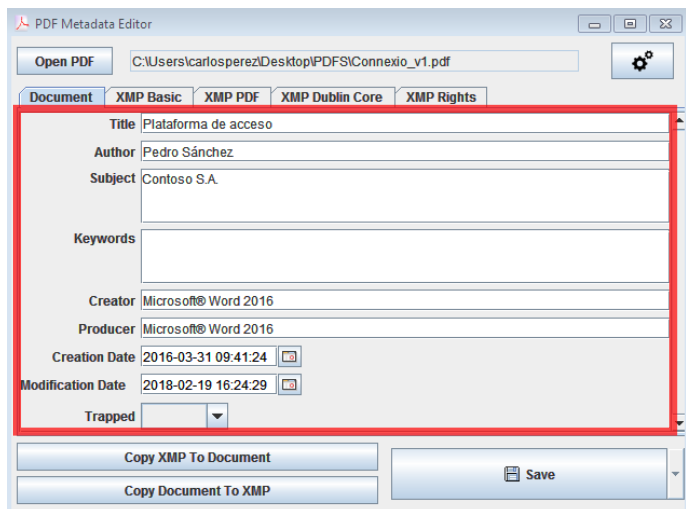 PDF Metadata Editor
Open PDF C:\Users\carlosperez\Desktop\PDFS\Connexio_v1.pdf
Document XMP Basic XMP PDF XMP Dublin Core XMP Rights
Title Plataforma de acceso
Author Pedro Sánchez
Subject Contoso S.A.
Keywords
Creator Microsoft® Word 2016
Producer Microsoft® Word 2016
Creation Date 2016-03-31 09:41:24
Modification Date 2018-02-19 16:24:29
Trapped
Copy XMP To Document
Save
Copy Document To XMP